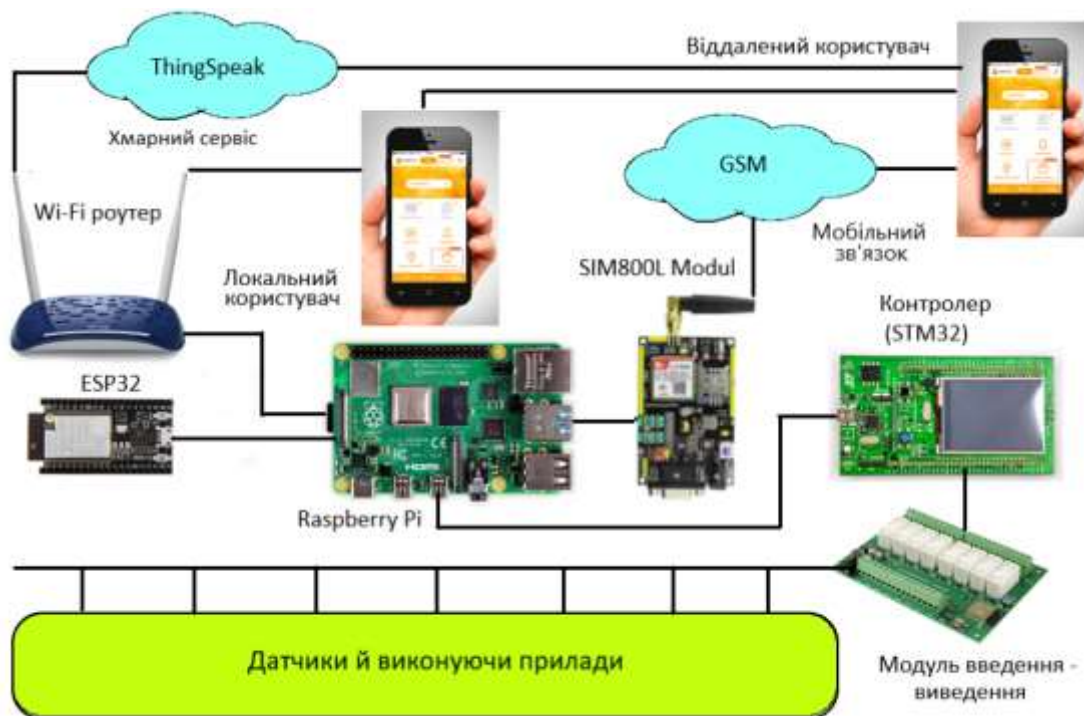 ThingSpeak
Віддалений користувач
Хмарний сервіс
GSM
Wi-Fi роутер
Мобільний
зв'язок
SIM800L Modul
Локальний
користувач
Контролер
(STM32)
ESP32
HDMI
Raspberry Pi
Датчики й виконуючи прилади
Модуль введення -
виведення